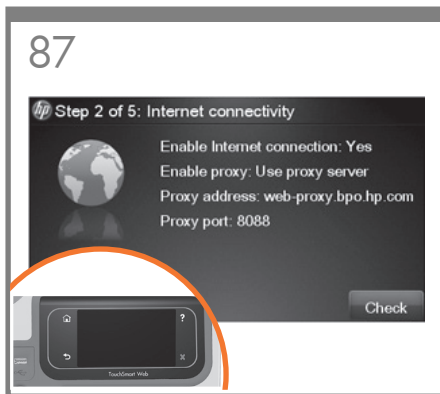 87
hp Step 2 of 5: Internet connectivity
Enable Internet connection: Yes
Enable proxy: Use proxy server
Proxy address: web-proxy.bpo.hp.com
Proxy port: 8088
Check
?
X
TouchSmart Web